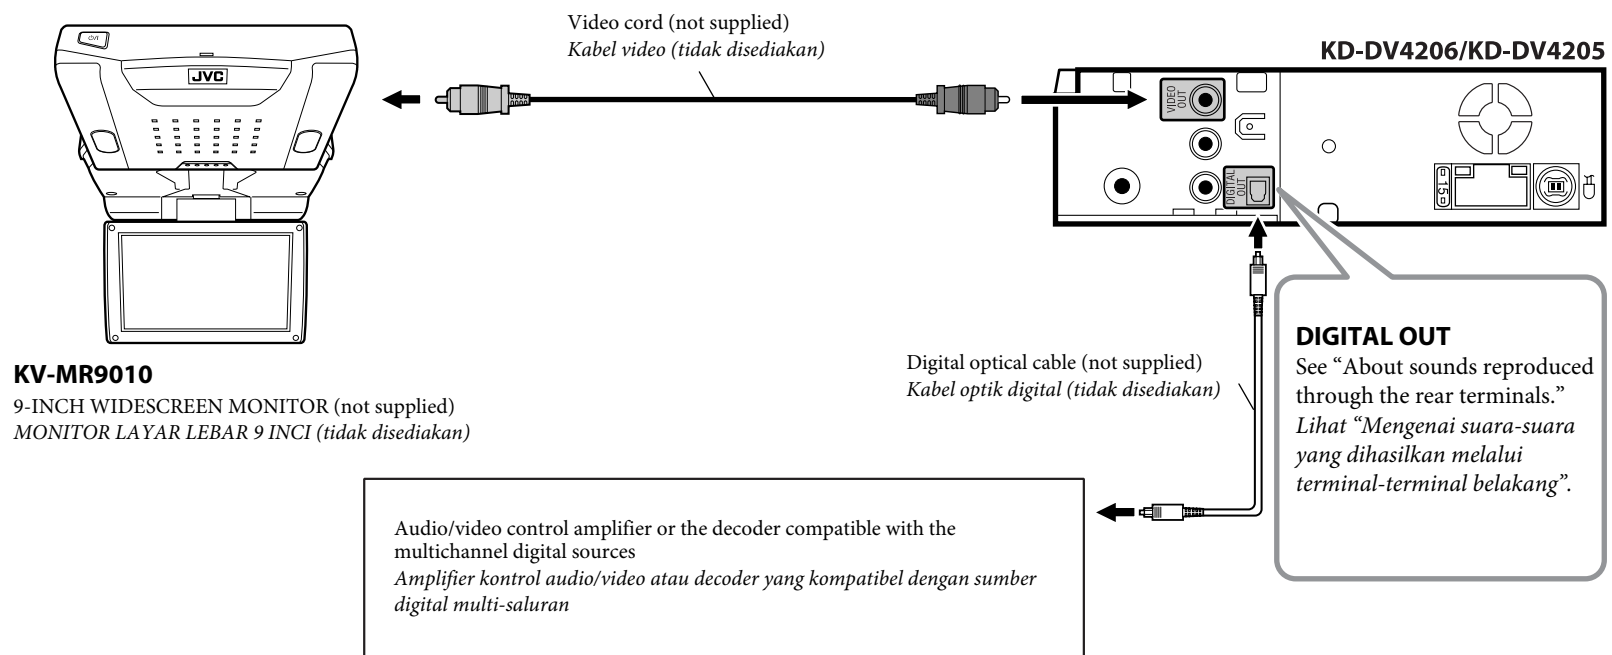 Video cord (not supplied)
Kabel video (tidak disediakan)
KD-DV4206/KD-DV4205
JVC
VIDEO
OUT
DIGITAL
OUT
15
KV-MR9010
9-INCH WIDESCREEN MONITOR (not supplied)
MONITOR LAYAR LEBAR 9 INCI (tidak disediakan)
Digital optical cable (not supplied)
Kabel optik digital (tidak disediakan)
DIGITAL OUT
See “About sounds reproduced
through the rear terminals.”
Lihat “Mengenai suara-suara
yang dihasilkan melalui
terminal-terminal belakang”.
Audio/video control amplifier or the decoder compatible with the
multichannel digital sources
Amplifier kontrol audio/video atau decoder yang kompatibel dengan sumber
digital multi-saluran